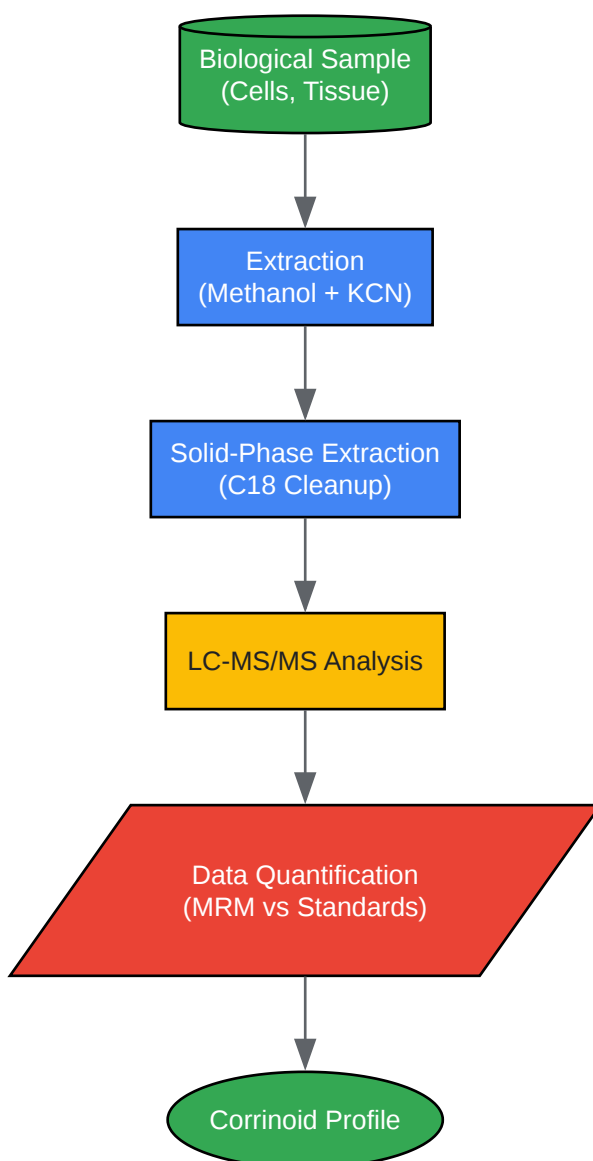 Biological Sample
(Cells, Tissue)
Extraction
(Methanol + KCN)
Solid-Phase Extraction
(C18 Cleanup)
LC-MS/MS Analysis
Data Quantification
(MRM vs Standards)
Corrinoid Profile